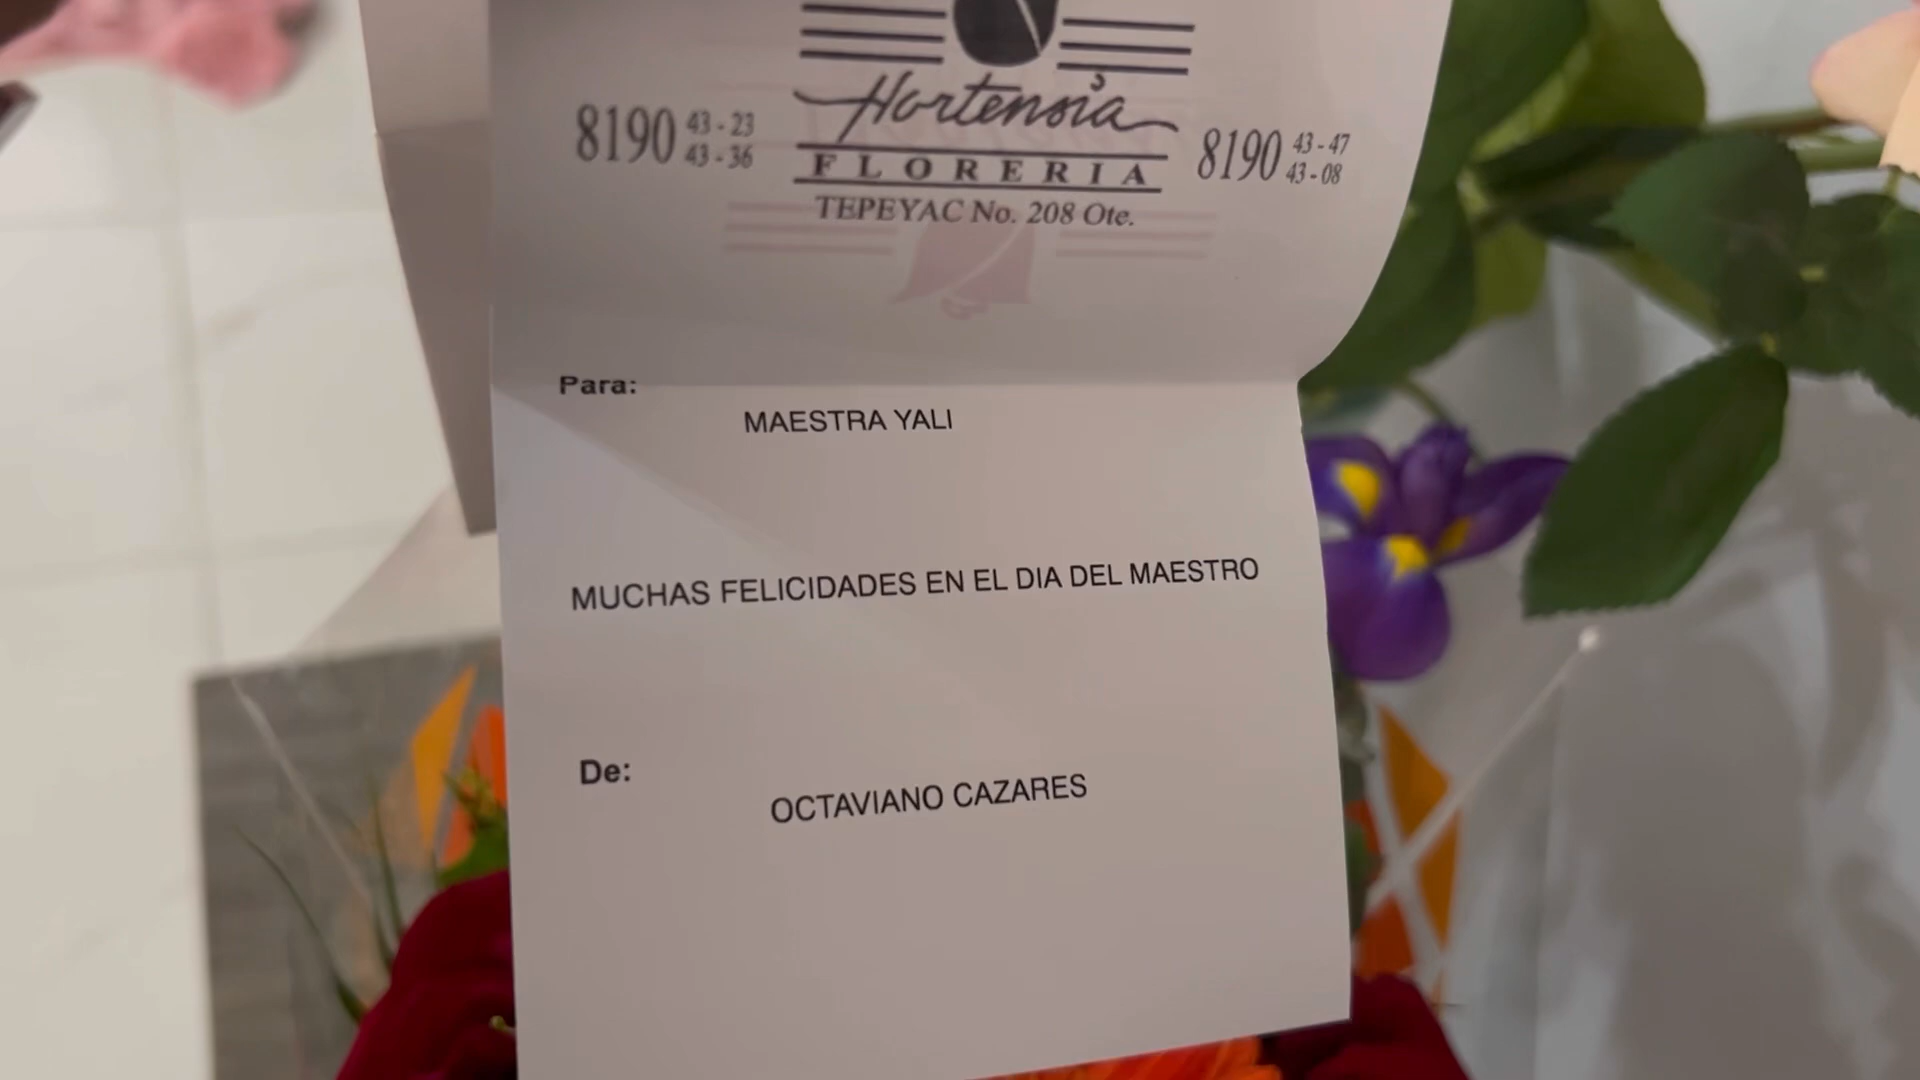 Hortensia
8190 43-23 43-36
8190 43-47 43-08
FLORERIA
TEPEYAC No. 208 Ote.
Para:
MAESTRA YALI
MUCHAS FELICIDADES EN EL DIA DEL MAESTRO
De:
OCTAVIANO CAZARES